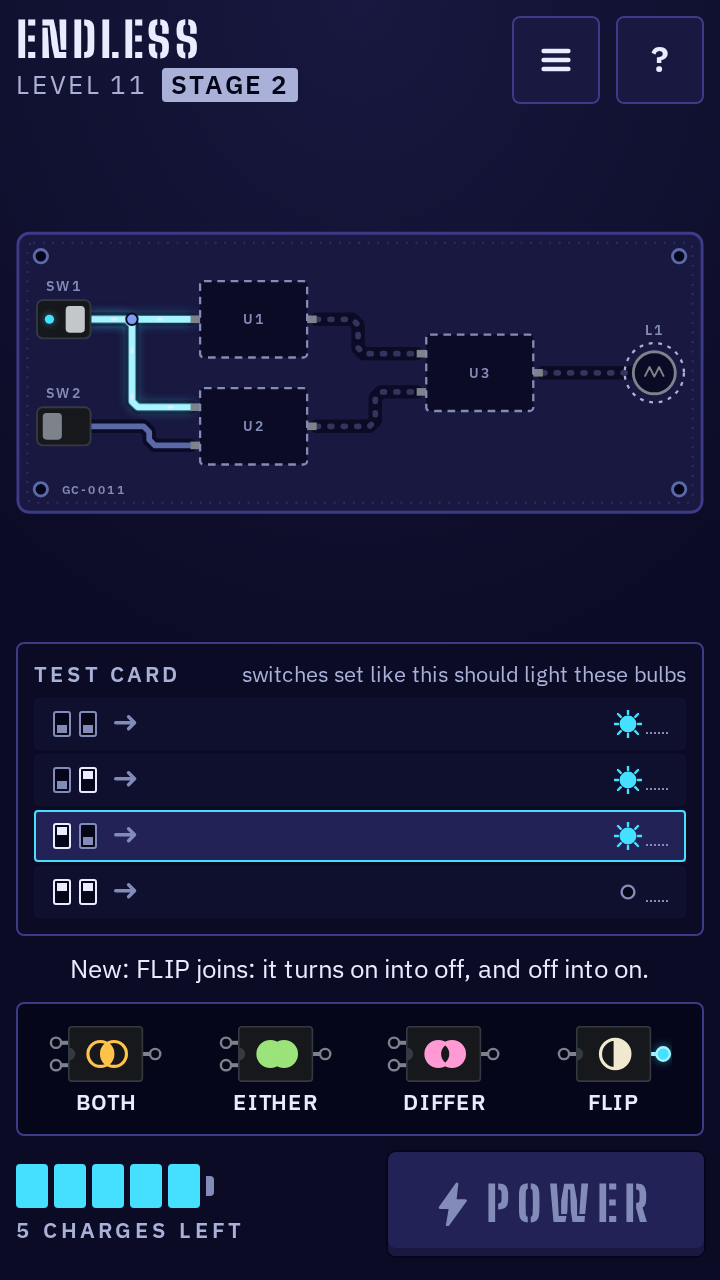 ENDLESS
LEVEL 11 STAGE 2
?
SW1
U1
L1
U3
SW2
U2
GC-0011
TEST CARD switches set like this should light these bulbs
New: FLIP joins: it turns on into off, and off into on.
BOTH EITHER DIFFER FLIP
POWER
5 CHARGES LEFT